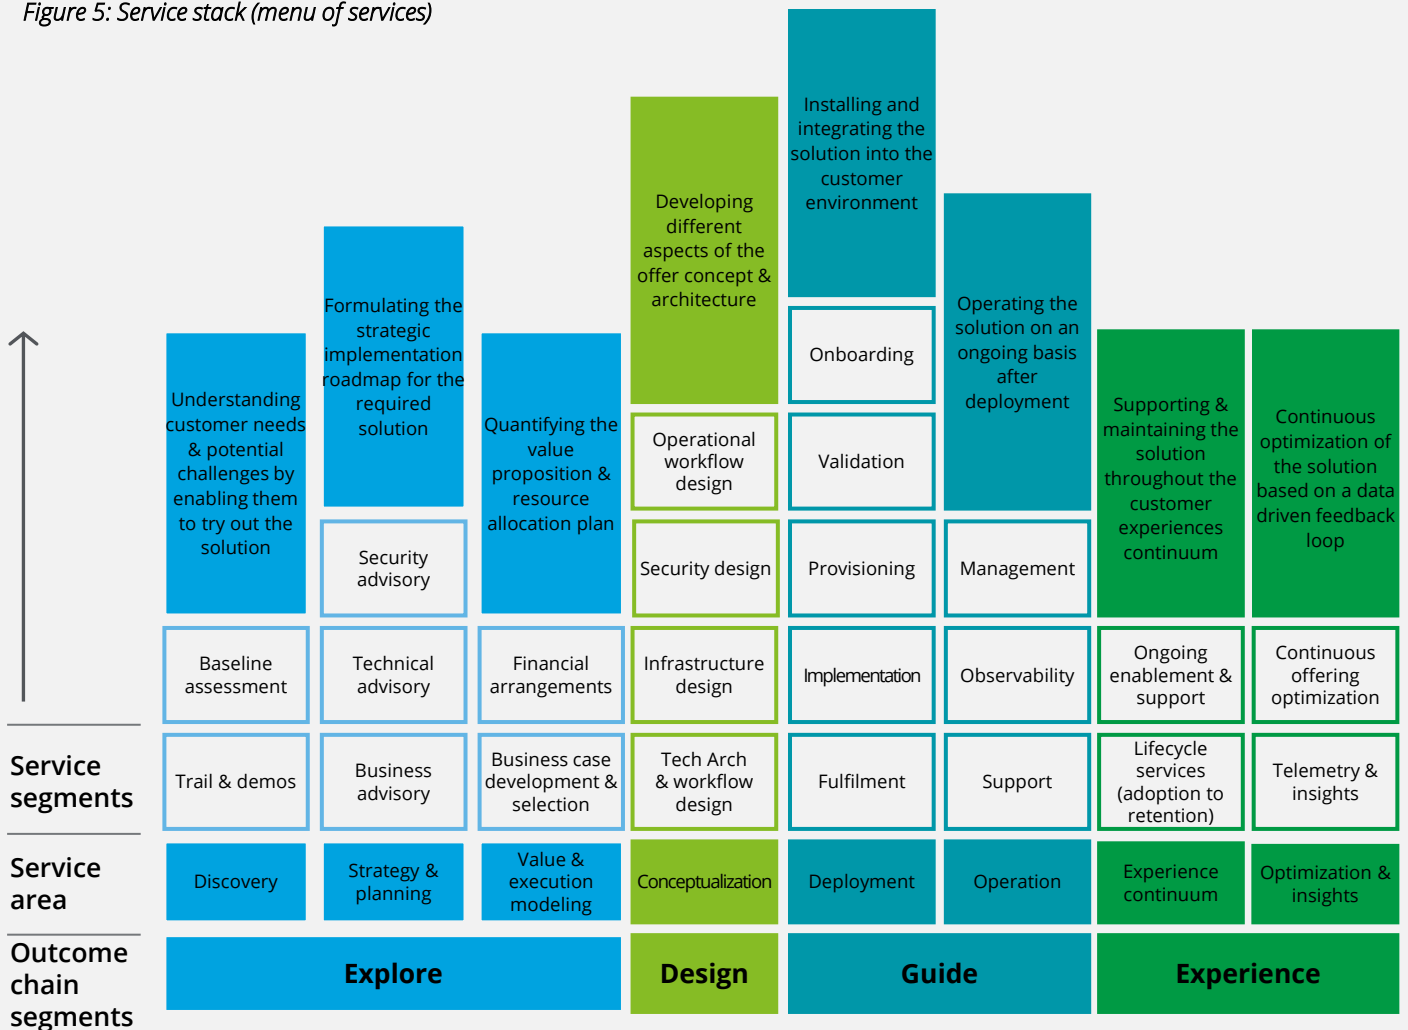 Figure 5: Service stack (menu of services)
Understanding
customer needs
& potential
challenges by
enabling them
to try out the
solution
Baseline
assessment
Trail & demos
Discovery
Formulating the
strategic
implementation
roadmap for the
required
solution
Security
advisory
Technical
advisory
Business
advisory
Strategy &
planning
Quantifying the
value
proposition &
resource
allocation plan
Financial
arrangements
Business case
development &
selection
Value &
execution
modeling
Developing
different
aspects of the
offer concept &
architecture
Operational
workflow
design
Security design
Infrastructure
design
Tech Arch
& workflow
design
Conceptualization
Installing and
integrating the
solution into the
customer
environment
Onboarding
Validation
Provisioning
Implementation
Fulfilment
Deployment
Operating the
solution on an
ongoing basis
after
deployment
Management
Observability
Support
Operation
Supporting &
maintaining the
solution
throughout the
customer
experiences
continuum
Ongoing
enablement &
support
Lifecycle
services
(adoption to
retention)
Experience
continuum
Continuous
optimization of
the solution
based on a data
driven feedback
loop
Continuous
offering
optimization
Telemetry &
insights
Optimization &
insights
Service
segments
Service
area
Outcome
chain
segments
Explore
Design
Guide
Experience